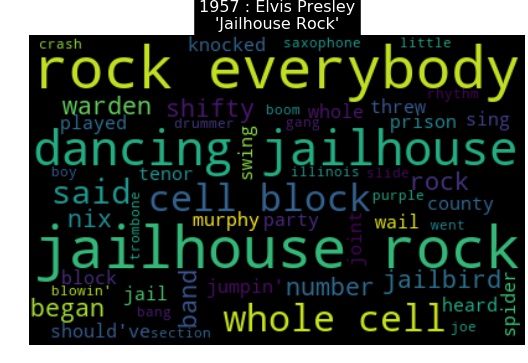 1957 : Elvis Presley
'Jailhouse Rock'
crash knocked saxophone little
rock everybody
rhythm
warden shifty boom whole threw
played drummer gang prison sing
swing
dancing jailhouse
boy tenor illinois slide rock
said cell block purple county
trombone
nix murphy party joint wail went
jailhouse rock
block band jumpin' number jailbird
blowin' jail heard spider
began bang whole cell
should've section joe